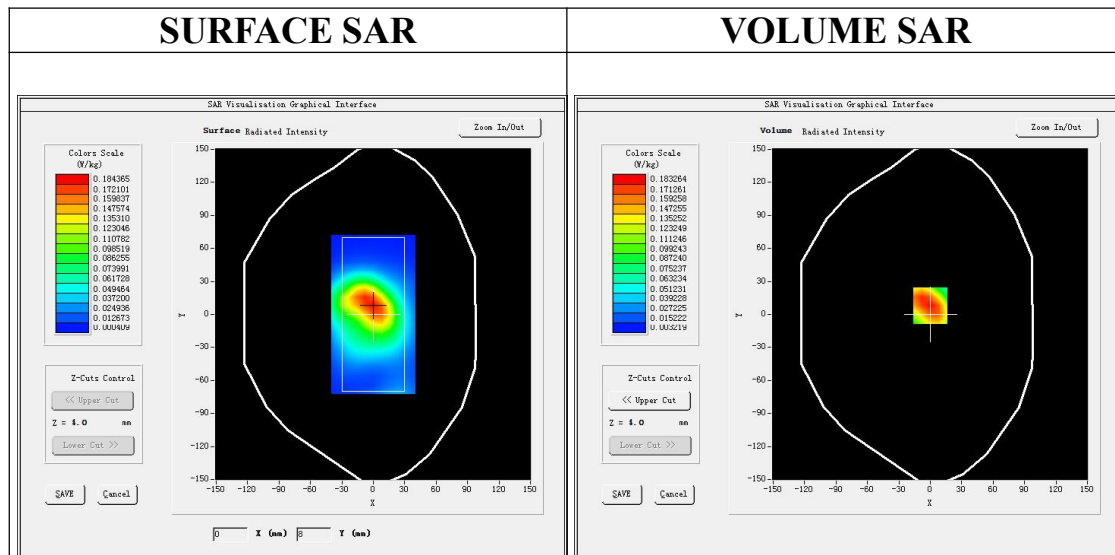 SURFACE SAR
VOLUME SAR
SAR Visualisation Graphical Interface
Surface Radiated Intensity
Zoom In/Out
Colors Scale
(W/kg)
0.184365
0.172101
0.159837
0.147574
0.135310
0.123046
0.110782
0.098519
0.086255
0.073991
0.061728
0.049464
0.037200
0.024936
0.012673
0.000409
Z-Cuts Control
<< Upper Cut
Z = 4.0 mm
Lower Cut >>
SAVE Cancel
150
120
90
60
30
0
-30
-60
-90
-120
-150
Y
-150 -120 -90 -60 -30 0 30 60 90 120 150
X
0 X (mm) 8 Y (mm)
SAR Visualisation Graphical Interface
Volume Radiated Intensity
Zoom In/Out
Colors Scale
(W/kg)
0.183264
0.171261
0.159258
0.147255
0.135252
0.123249
0.111246
0.099243
0.087240
0.075237
0.063234
0.051231
0.039228
0.027225
0.015222
0.003219
Z-Cuts Control
<< Upper Cut
Z = 4.0 mm
Lower Cut >>
SAVE Cancel
150
120
90
60
30
0
-30
-60
-90
-120
-150
Y
-150 -120 -90 -60 -30 0 30 60 90 120 150
X